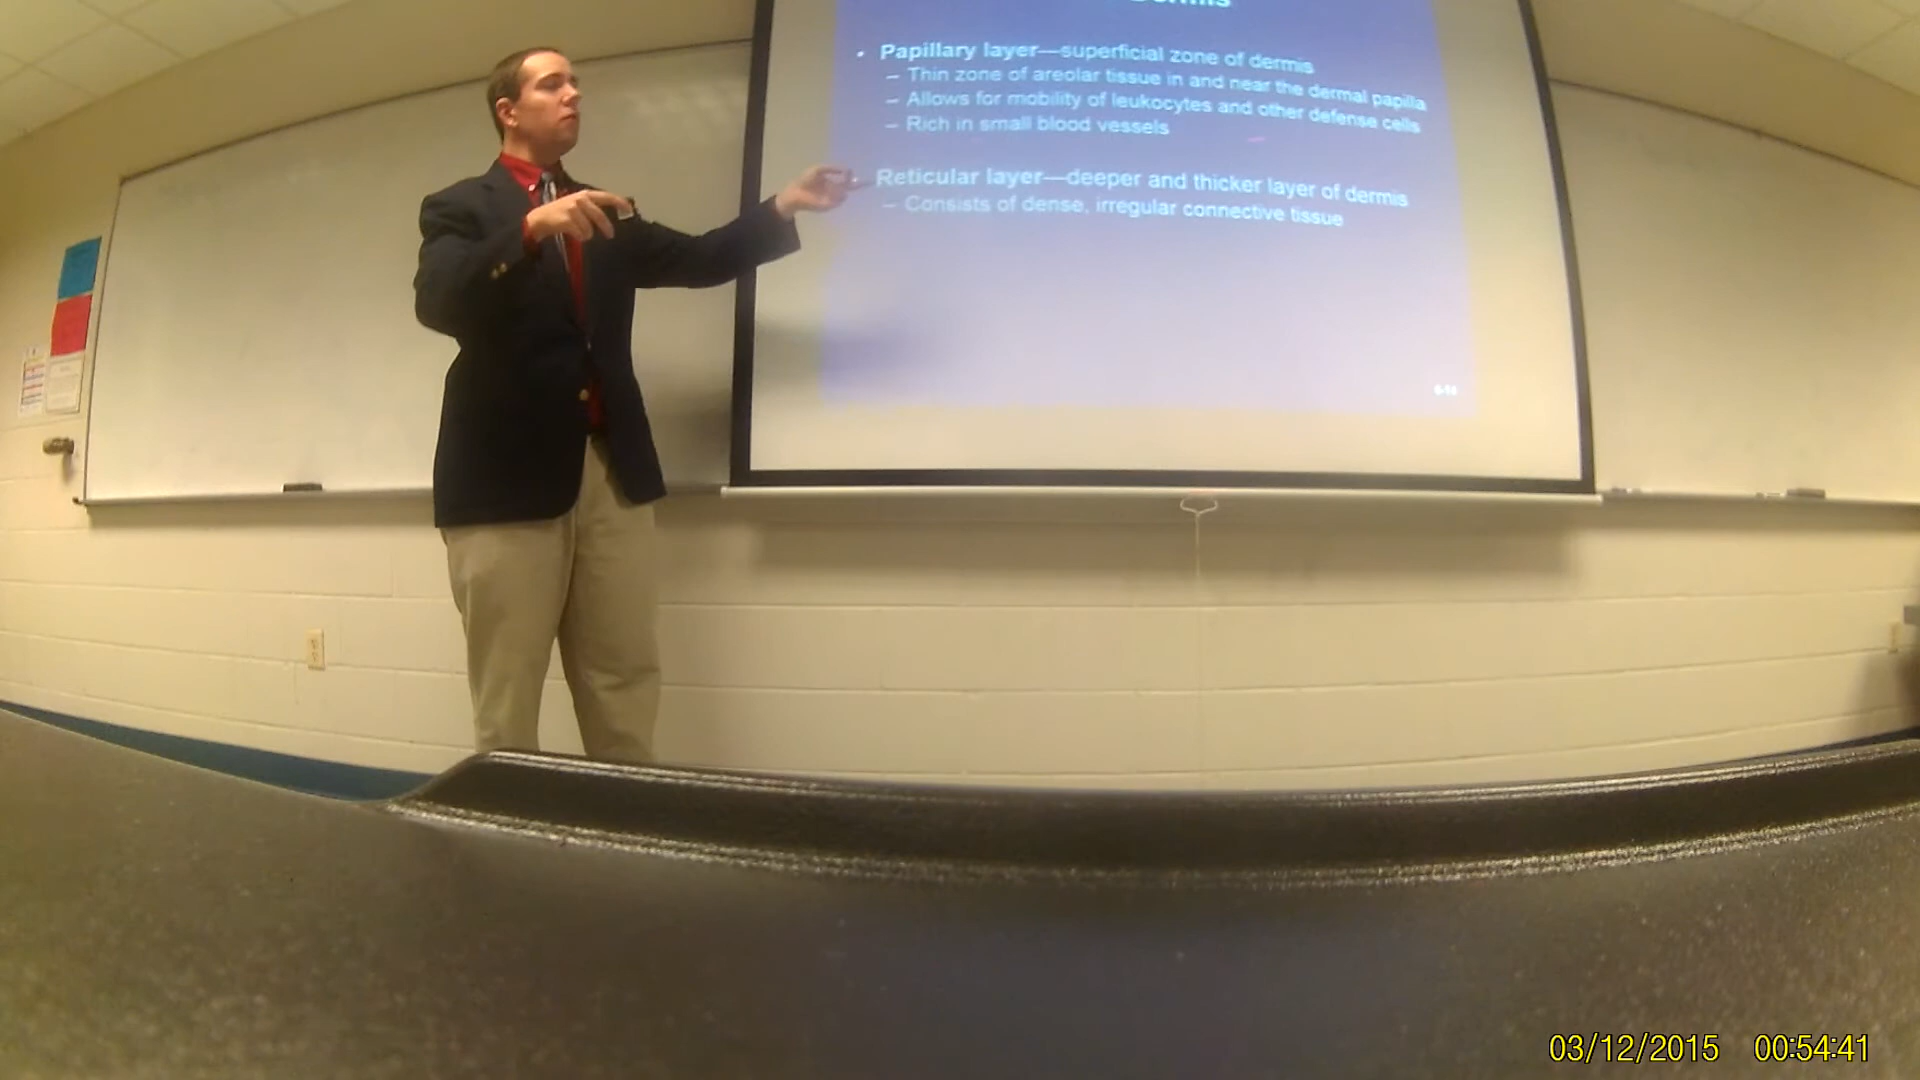 Dermis
• Papillary layer—superficial zone of dermis
– Thin zone of areolar tissue in and near the dermal papilla
– Allows for mobility of leukocytes and other defense cells
– Rich in small blood vessels
• Reticular layer—deeper and thicker layer of dermis
– Consists of dense, irregular connective tissue
03/12/2015 00:54:41